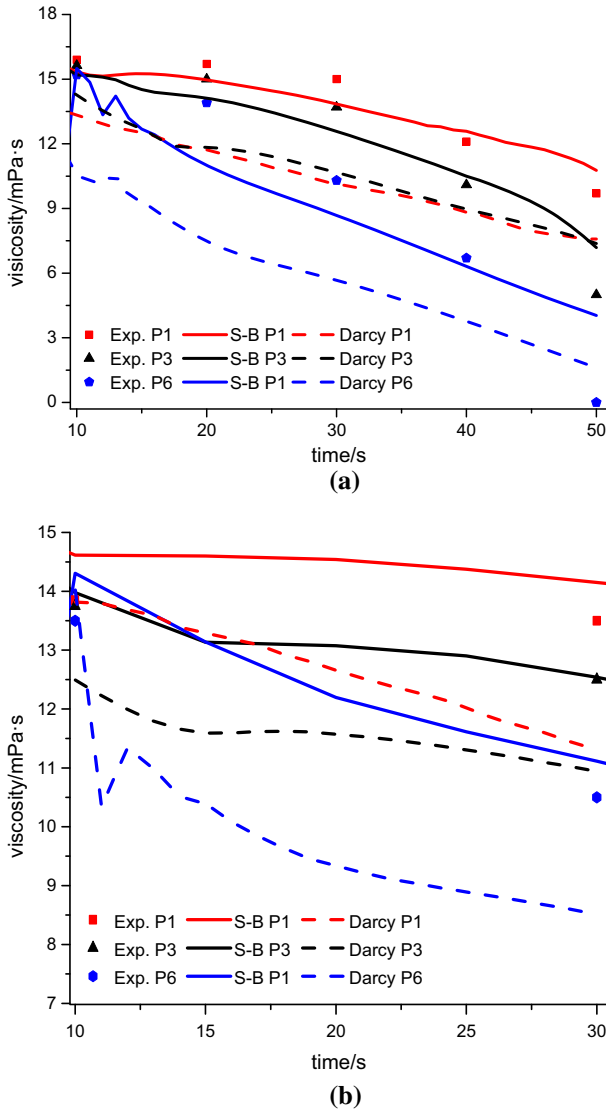 18
15
12
9
6
3
0
visicosity/mPa·s
Exp. P1 S-B P1 Darcy P1
Exp. P3 S-B P3 Darcy P3
Exp. P6 S-B P1 Darcy P6
10 20 30 40 50
time/s
(a)
15
14
13
12
11
10
9
8
7
viscosity/mPa·s
Exp. P1 S-B P1 Darcy P1
Exp. P3 S-B P3 Darcy P3
Exp. P6 S-B P1 Darcy P6
10 15 20 25 30
time/s
(b)